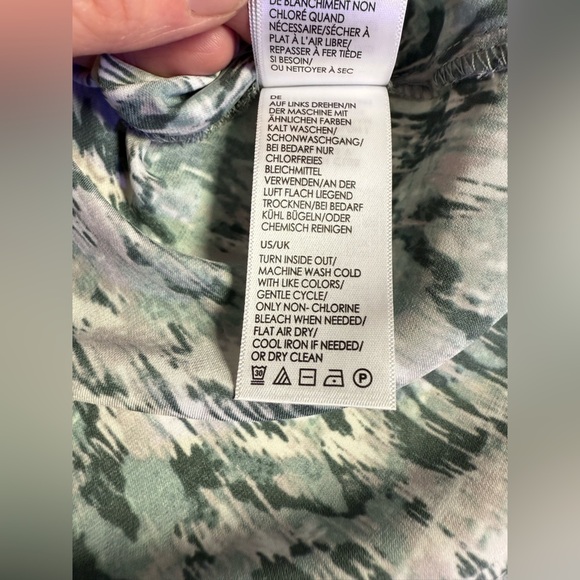 DE BLANCHIMENT NON
CHLORÉ QUAND
NÉCESSAIRE/SÉCHER À
PLAT À L'AIR LIBRE/
REPASSER À FER TIÈDE
SI BESOIN/
OU NETTOYER À SEC
DE
AUF LINKS DREHEN/IN
DER MASCHINE MIT
ÄHNLICHEN FARBEN
KALT WASCHEN/
SCHONWASCHGANG/
BEI BEDARF NUR
CHLORFREIES
BLEICHMITTEL
VERWENDEN/AN DER
LUFT FLACH LIEGEND
TROCKNEN/BEI BEDARF
KÜHL BÜGELN/ODER
CHEMISCH REINIGEN
US/UK
TURN INSIDE OUT/
MACHINE WASH COLD
WITH LIKE COLORS/
GENTLE CYCLE/
ONLY NON- CHLORINE
BLEACH WHEN NEEDED/
FLAT AIR DRY/
COOL IRON IF NEEDED/
OR DRY CLEAN
30 P